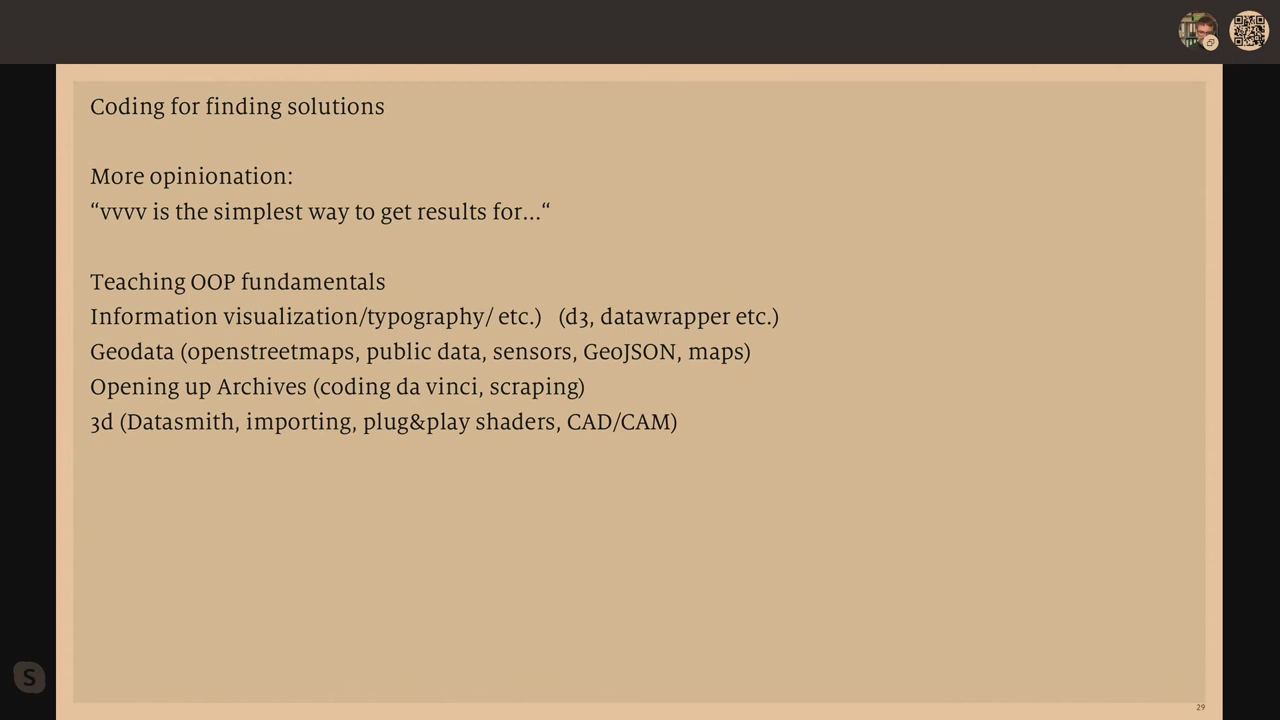 Coding for finding solutions
More opinionation:
“vvvv is the simplest way to get results for...“
Teaching OOP fundamentals
Information visualization/typography/ etc.) (d3, datawrapper etc.)
Geodata (openstreetmaps, public data, sensors, GeoJSON, maps)
Opening up Archives (coding da vinci, scraping)
3d (Datasmith, importing, plug&play shaders, CAD/CAM)
S
29